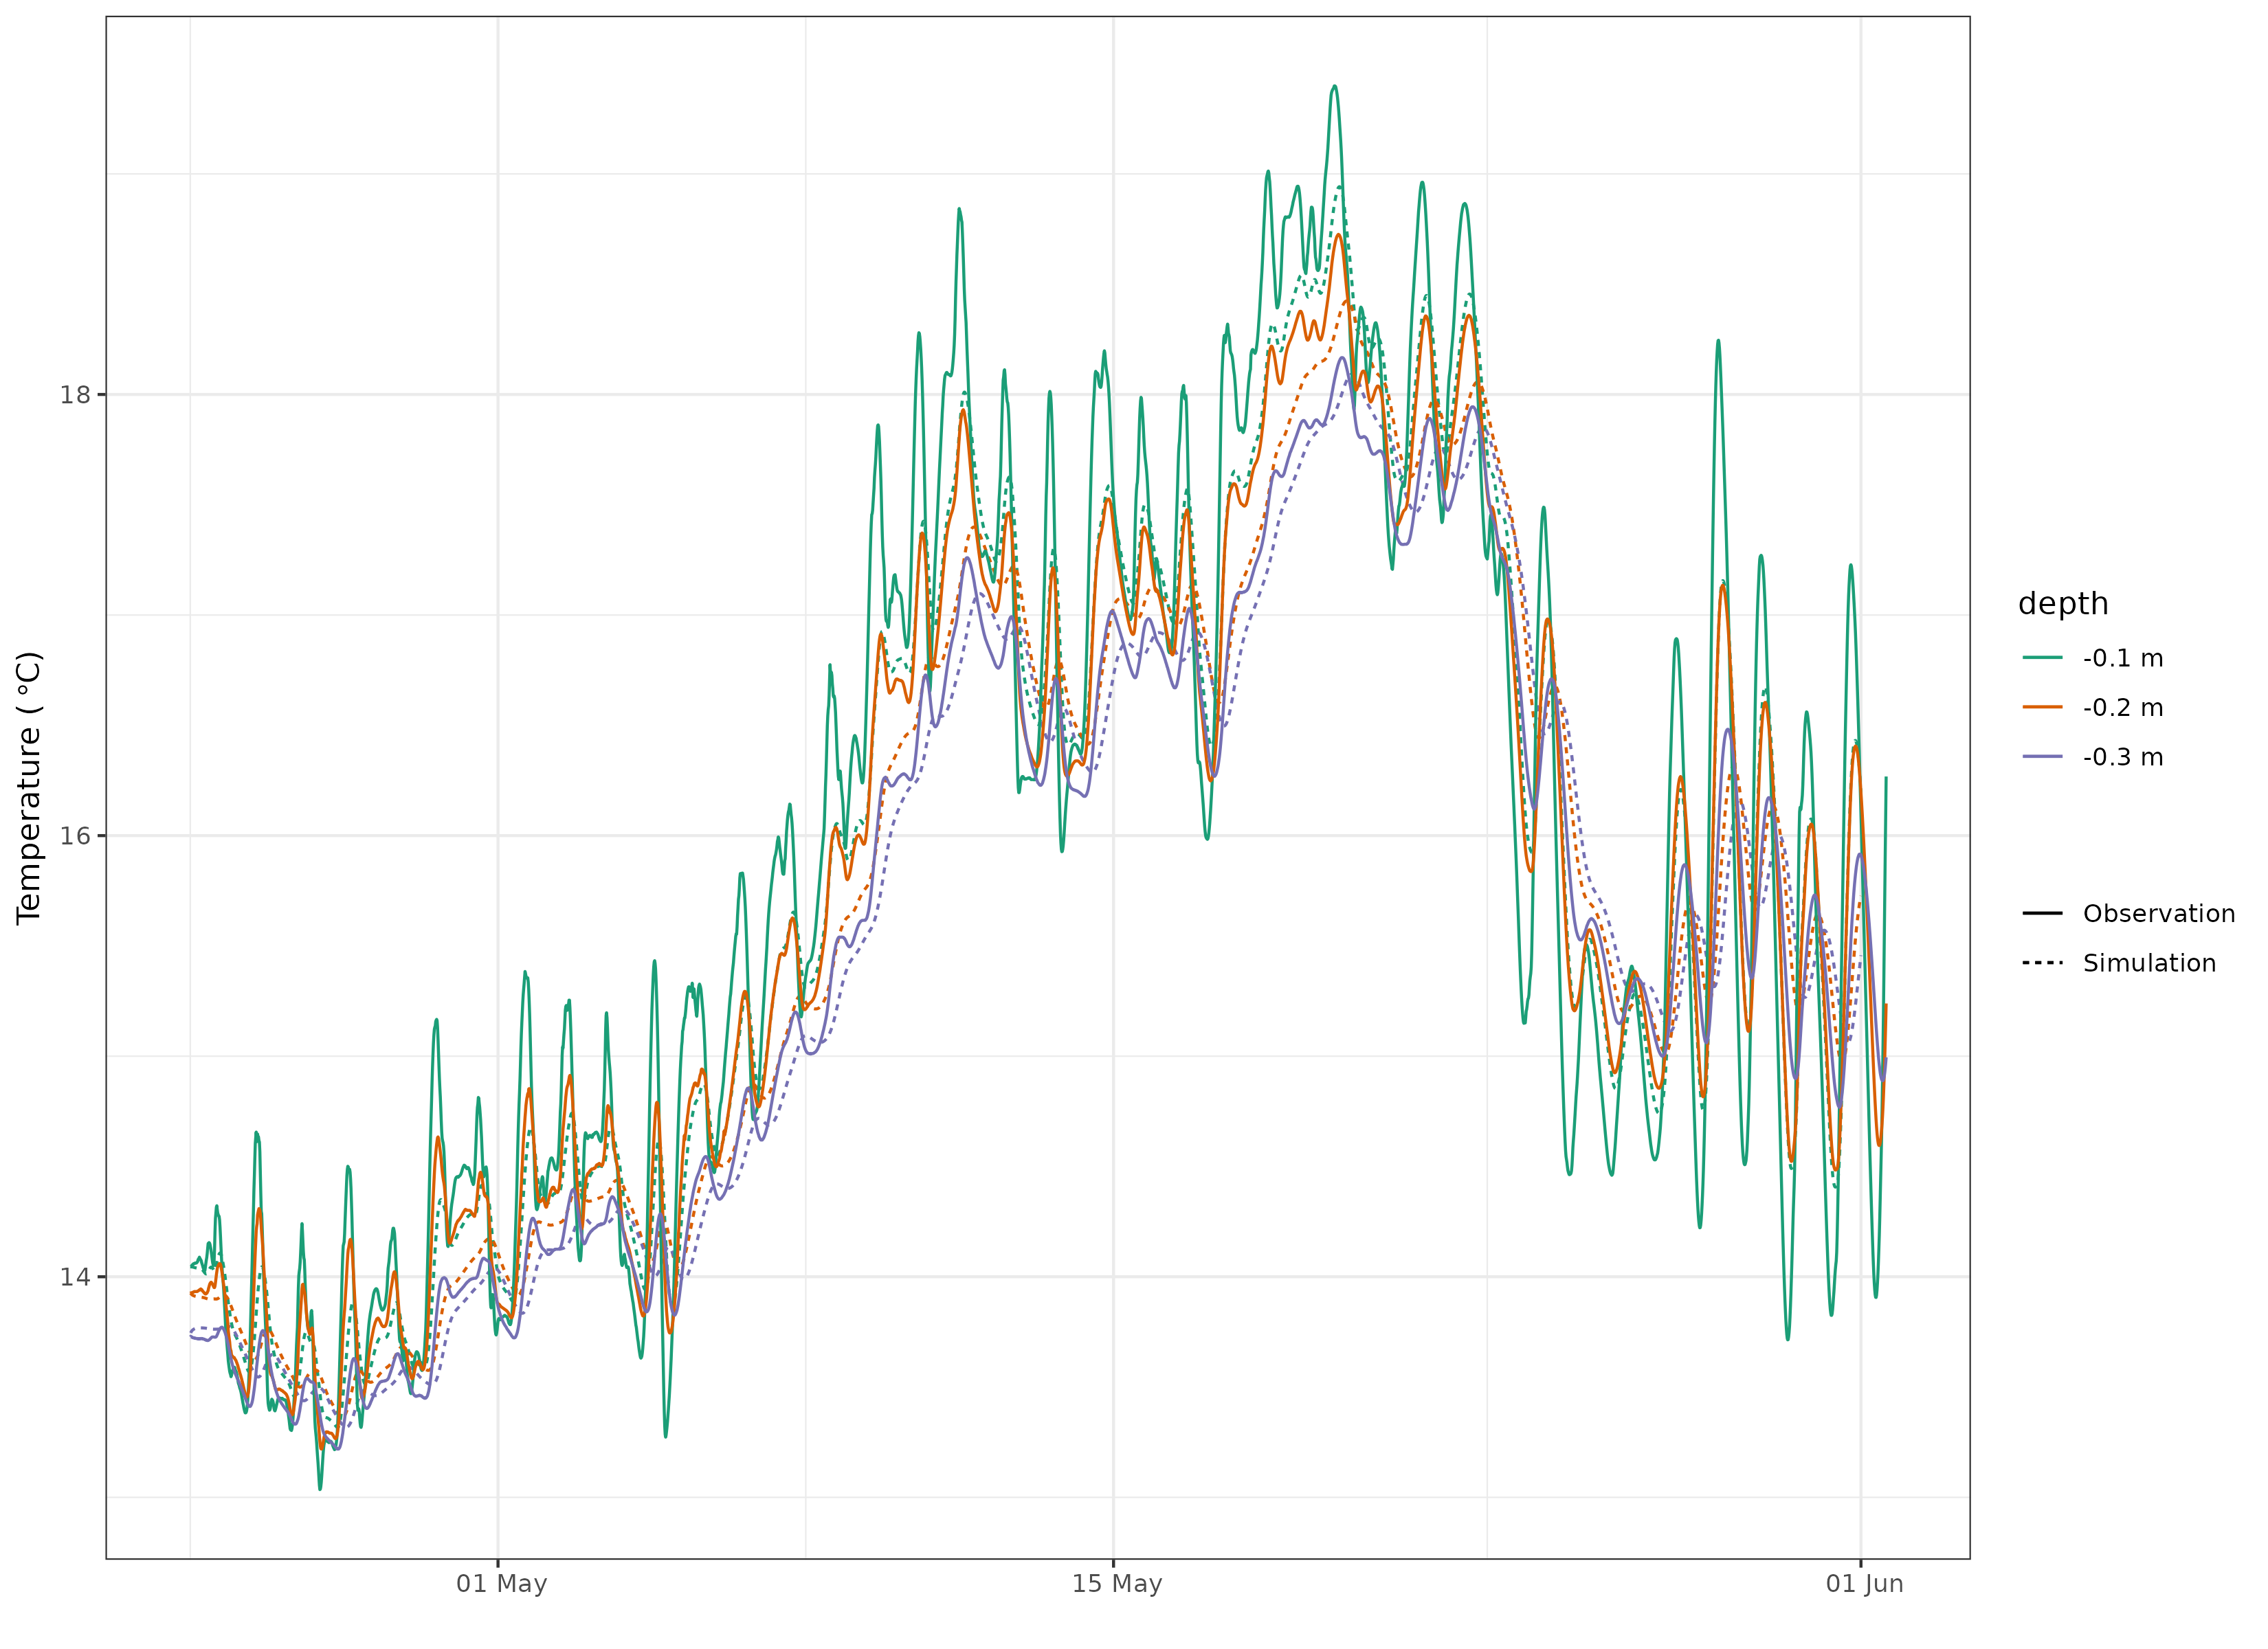 Temperature ( °C)
18
16
14
01 May
15 May
01 Jun
depth
-0.1 m
-0.2 m
-0.3 m
Observation
Simulation